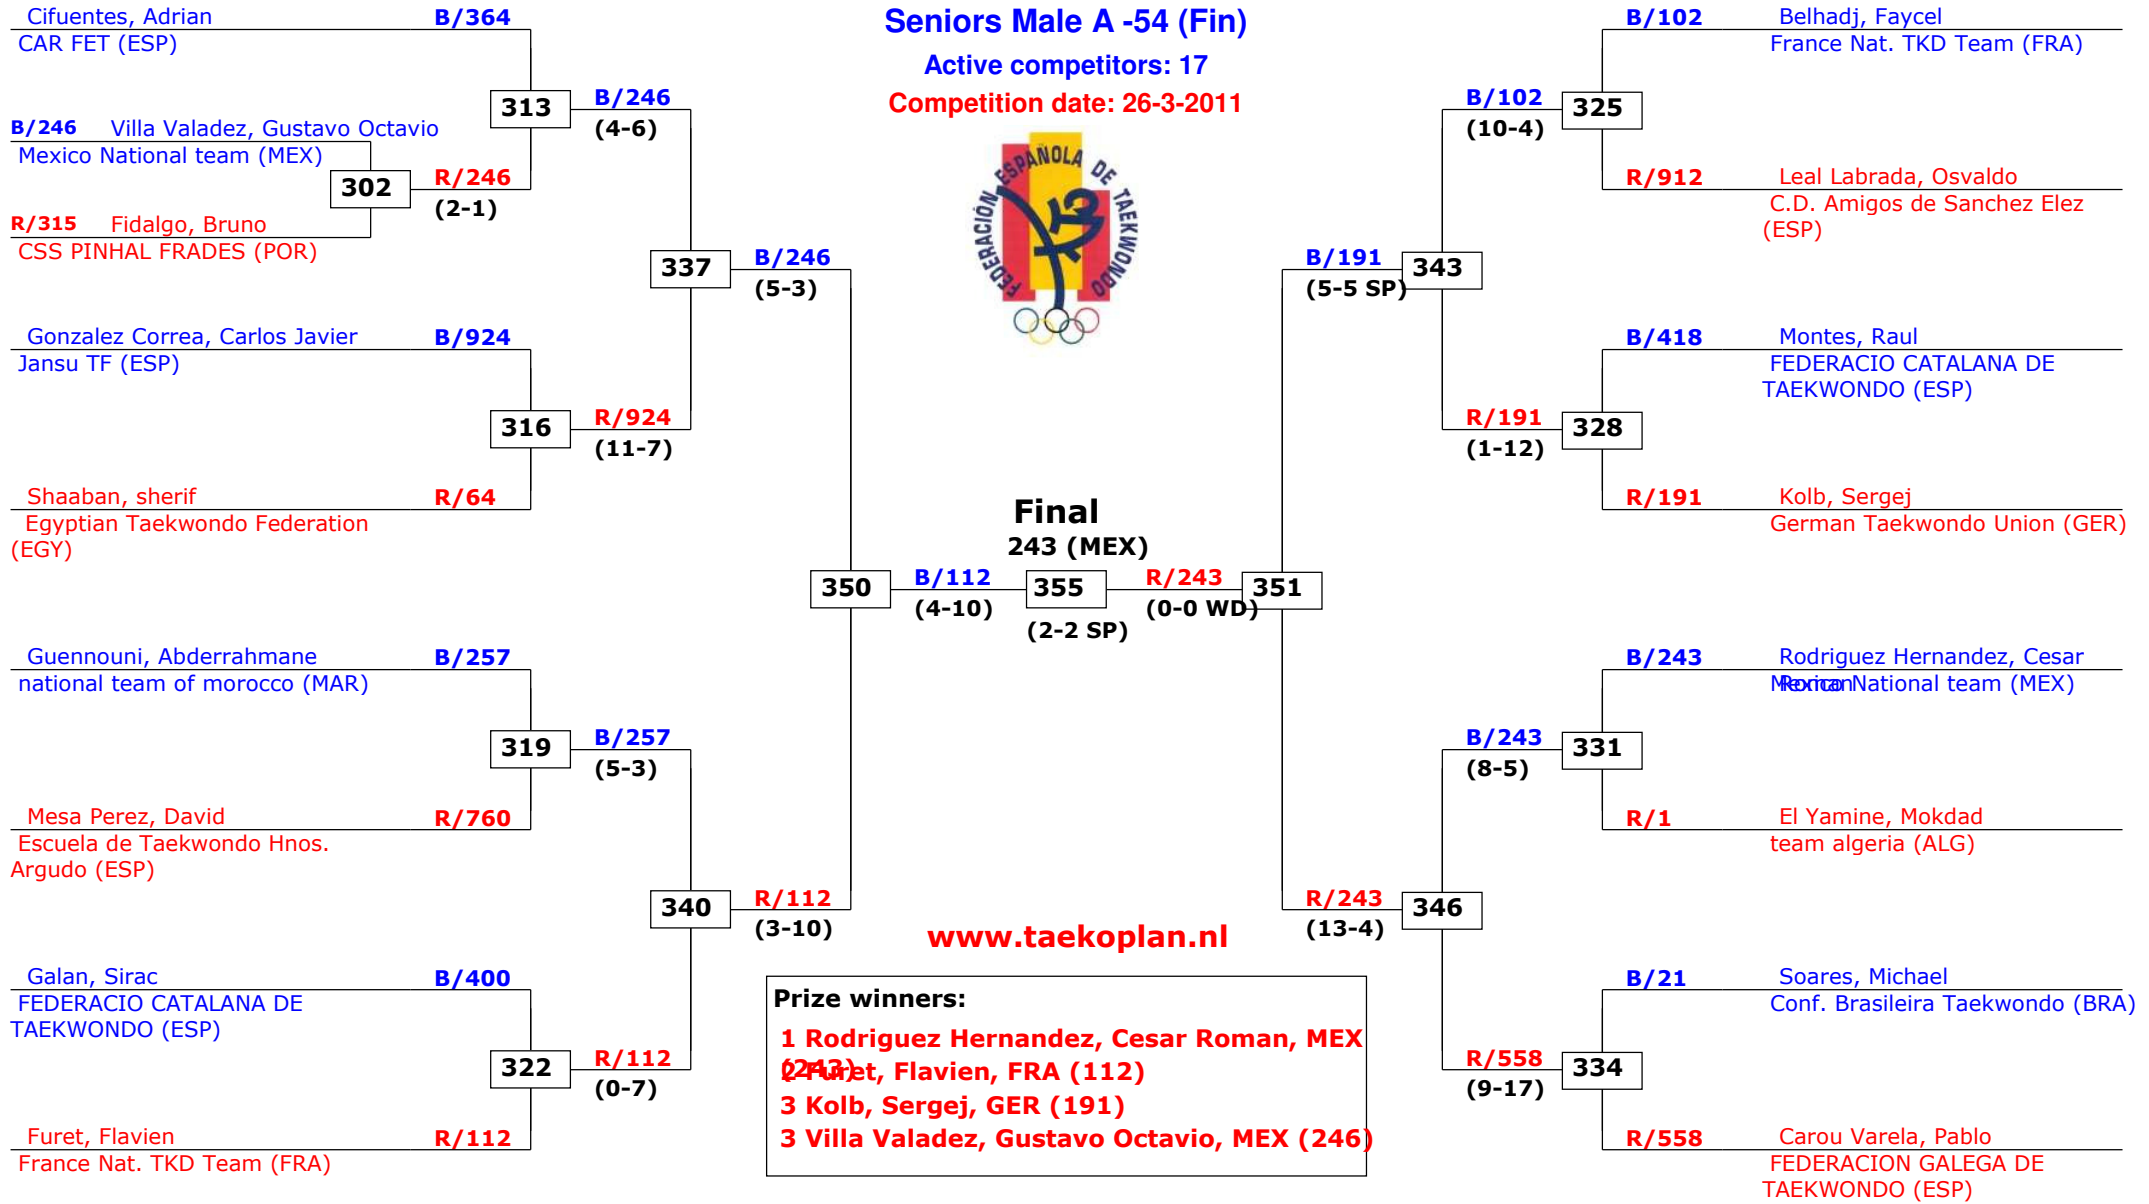 Seniors Male A -54 (Fin)
Active competitors: 17
Competition date: 26-3-2011
FEDERACIÓN ESPAÑOLA DE TAEKWONDO
Cifuentes, Adrian B/364
CAR FET (ESP)
313
B/246
(4-6)
B/246 Villa Valadez, Gustavo Octavio
Mexico National team (MEX)
302
R/246
(2-1)
R/315 Fidalgo, Bruno
CSS PINHAL FRADES (POR)
337
B/246
(5-3)
Gonzalez Correa, Carlos Javier B/924
Jansu TF (ESP)
316
R/924
(11-7)
Shaaban, sherif R/64
Egyptian Taekwondo Federation
(EGY)
350
B/112
(4-10)
Guennouni, Abderrahmane B/257
national team of morocco (MAR)
319
B/257
(5-3)
Mesa Perez, David R/760
Escuela de Taekwondo Hnos.
Argudo (ESP)
340
R/112
(3-10)
Galan, Sirac B/400
FEDERACIO CATALANA DE
TAEKWONDO (ESP)
322
R/112
(0-7)
Furet, Flavien R/112
France Nat. TKD Team (FRA)
Final
243 (MEX)
355
(2-2 SP)
R/243
(0-0 WD)
351
B/102 Belhadj, Faycel
France Nat. TKD Team (FRA)
B/102
(10-4)
325
R/912 Leal Labrada, Osvaldo
C.D. Amigos de Sanchez Elez
(ESP)
B/191
(5-5 SP)
343
B/418 Montes, Raul
FEDERACIO CATALANA DE
TAEKWONDO (ESP)
R/191
(1-12)
328
R/191 Kolb, Sergej
German Taekwondo Union (GER)
B/243 Rodriguez Hernandez, Cesar
Roman
Mexico National team (MEX)
B/243
(8-5)
331
R/1 El Yamine, Mokdad
team algeria (ALG)
R/243
(13-4)
346
B/21 Soares, Michael
Conf. Brasileira Taekwondo (BRA)
R/558
(9-17)
334
R/558 Carou Varela, Pablo
FEDERACION GALEGA DE
TAEKWONDO (ESP)
www.taekoplan.nl
Prize winners:
1 Rodriguez Hernandez, Cesar Roman, MEX
(243)
2 Furet, Flavien, FRA (112)
3 Kolb, Sergej, GER (191)
3 Villa Valadez, Gustavo Octavio, MEX (246)